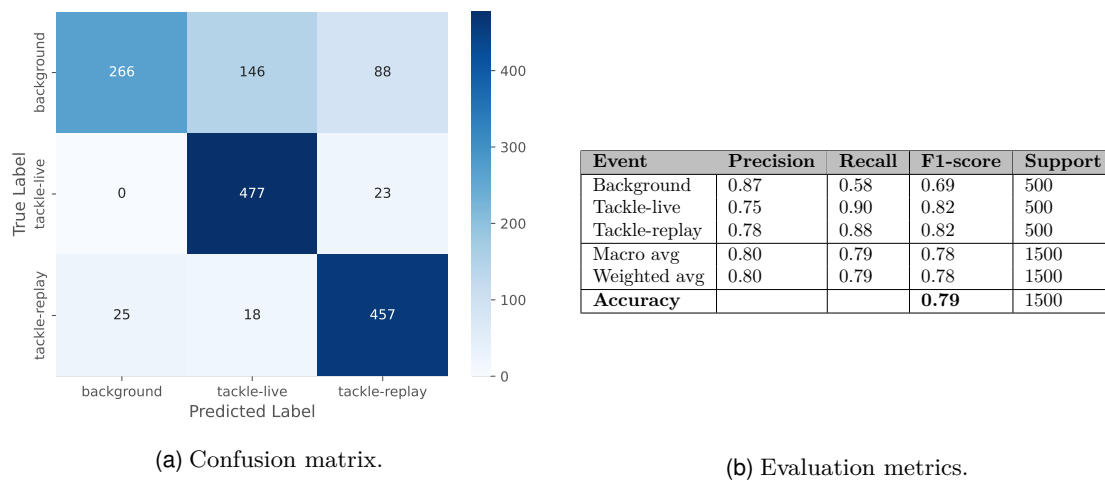 True Label
background
tackle-live
tackle-replay
266 146 88
0 477 23
25 18 457
background tackle-live tackle-replay
Predicted Label
400
300
200
100
0
(a) Confusion matrix.
Event Precision Recall F1-score Support
Background 0.87 0.58 0.69 500
Tackle-live 0.75 0.90 0.82 500
Tackle-replay 0.78 0.88 0.82 500
Macro avg 0.80 0.79 0.78 1500
Weighted avg 0.80 0.79 0.78 1500
Accuracy 0.79 1500
(b) Evaluation metrics.